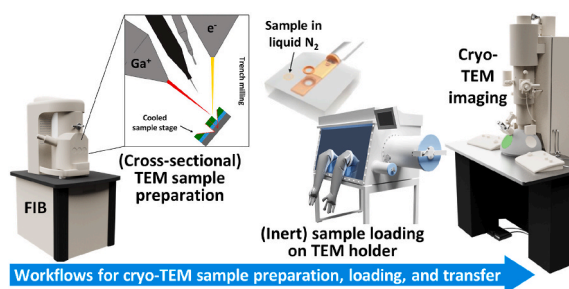 Ga+
e-
Trench milling
Cooled
sample stage
(Cross-sectional)
TEM sample
preparation
FIB
Sample in
liquid N2
(Inert) sample loading
on TEM holder
Cryo-
TEM
imaging
Workflows for cryo-TEM sample preparation, loading, and transfer